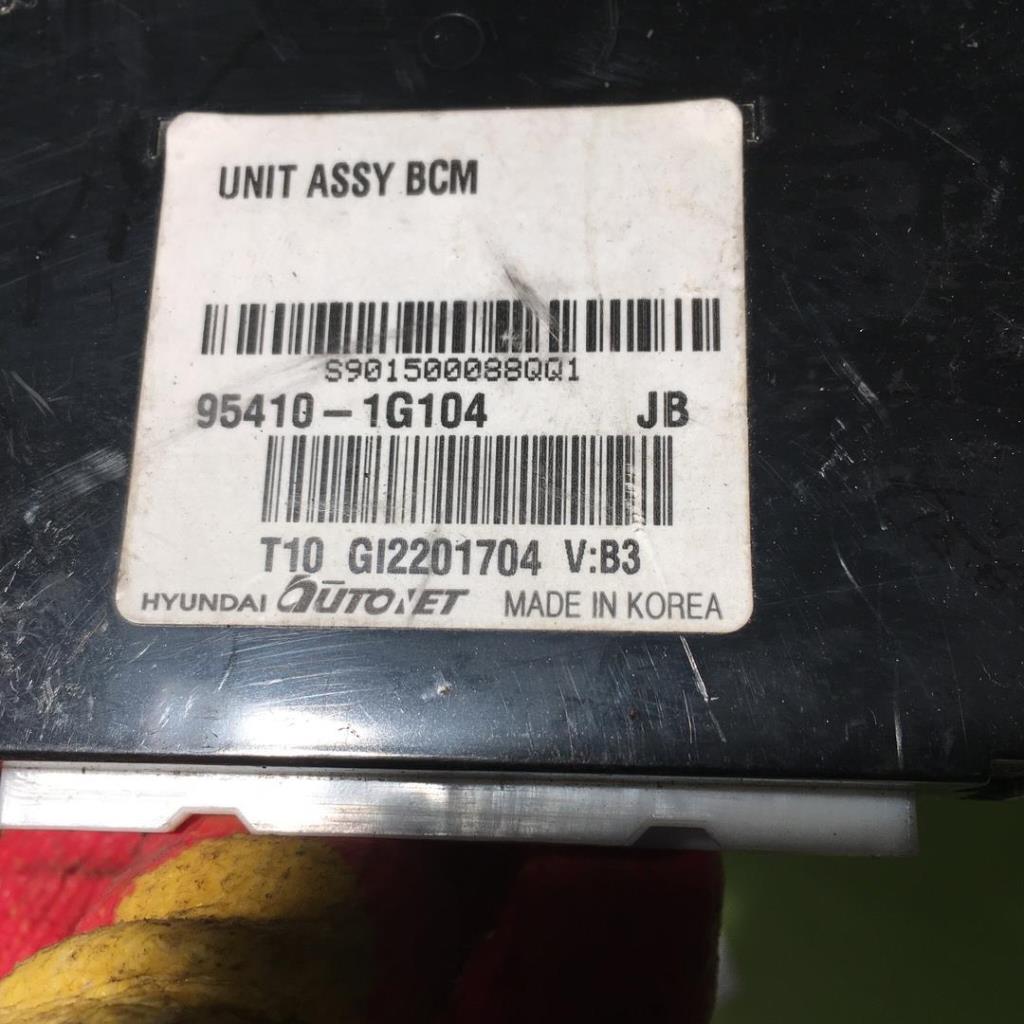 UNIT ASSY BCM
S901500088QQ1
95410-1G104 JB
T10 GI2201704 V:B3
HYUNDAI AUTONET MADE IN KOREA